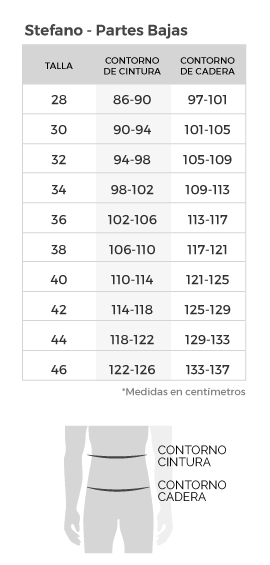 Stefano - Partes Bajas
TALLA CONTORNO DE CINTURA CONTORNO DE CADERA
28 86-90 97-101
30 90-94 101-105
32 94-98 105-109
34 98-102 109-113
36 102-106 113-117
38 106-110 117-121
40 110-114 121-125
42 114-118 125-129
44 118-122 129-133
46 122-126 133-137
*Medidas en centímetros
CONTORNO
CINTURA
CONTORNO
CADERA